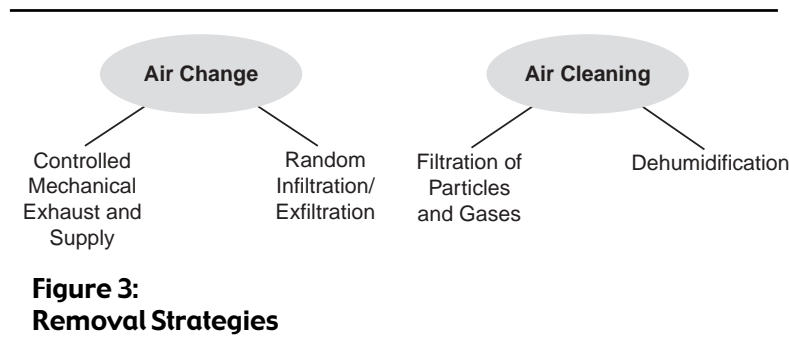 Air Change
Controlled
Mechanical
Exhaust and
Supply
Random
Infiltration/
Exfiltration
Air Cleaning
Filtration of
Particles
and Gases
Dehumidification
Figure 3:
Removal Strategies